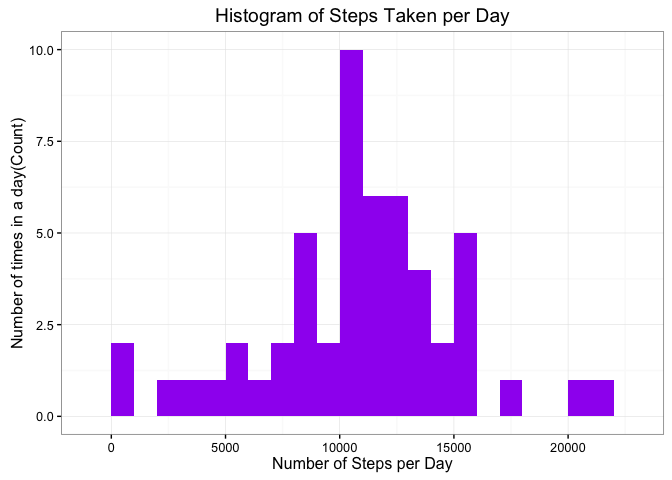 Histogram of Steps Taken per Day
Number of times in a day(Count)
10.0
7.5
5.0
2.5
0.0
0 5000 10000 15000 20000
Number of Steps per Day